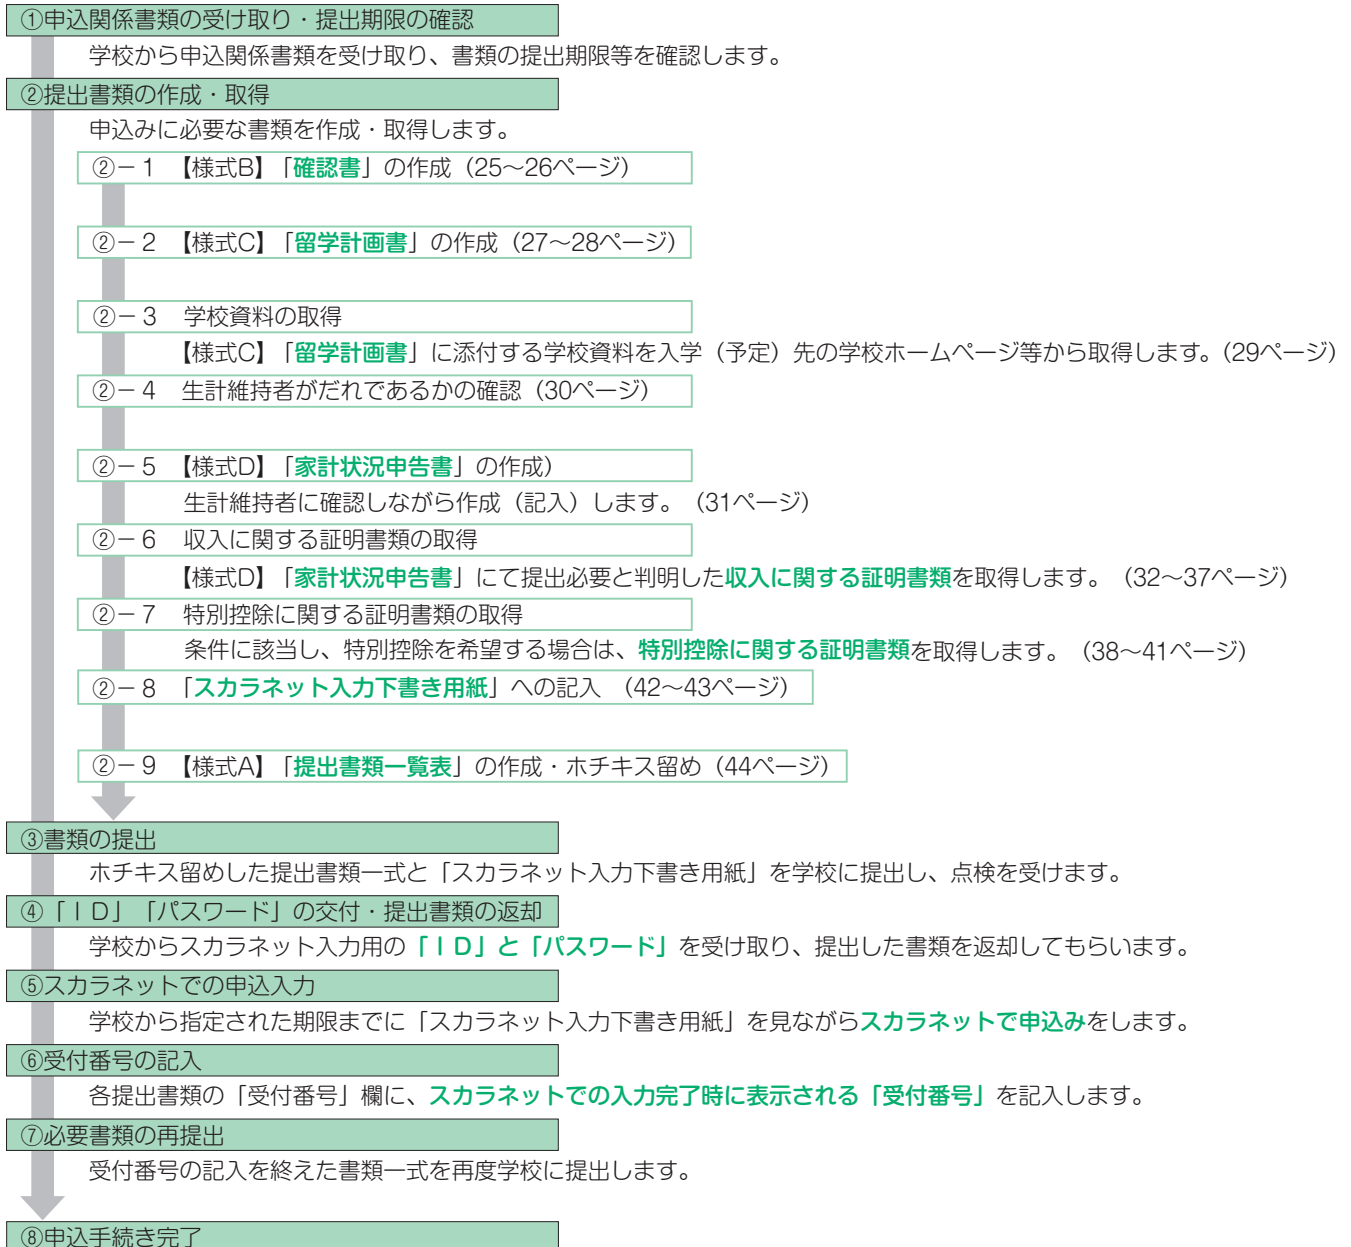 ①申込関係書類の受け取り・提出期限の確認
学校から申込関係書類を受け取り、書類の提出期限等を確認します。
②提出書類の作成・取得
申込みに必要な書類を作成・取得します。
②－1 【様式B】「確認書」の作成（25～26ページ）
②－2 【様式C】「留学計画書」の作成（27～28ページ）
②－3 学校資料の取得
【様式C】「留学計画書」に添付する学校資料を入学（予定）先の学校ホームページ等から取得します。（29ページ）
②－4 生計維持者がだれであるかの確認（30ページ）
②－5 【様式D】「家計状況申告書」の作成）
生計維持者に確認しながら作成（記入）します。（31ページ）
②－6 収入に関する証明書類の取得
【様式D】「家計状況申告書」にて提出必要と判明した収入に関する証明書類を取得します。（32～37ページ）
②－7 特別控除に関する証明書類の取得
条件に該当し、特別控除を希望する場合は、特別控除に関する証明書類を取得します。（38～41ページ）
②－8 「スカラネット入力下書き用紙」への記入 （42～43ページ）
②－9 【様式A】「提出書類一覧表」の作成・ホチキス留め（44ページ）
③書類の提出
ホチキス留めした提出書類一式と「スカラネット入力下書き用紙」を学校に提出し、点検を受けます。
④「ＩＤ」「パスワード」の交付・提出書類の返却
学校からスカラネット入力用の「ＩＤ」と「パスワード」を受け取り、提出した書類を返却してもらいます。
⑤スカラネットでの申込入力
学校から指定された期限までに「スカラネット入力下書き用紙」を見ながらスカラネットで申込みをします。
⑥受付番号の記入
各提出書類の「受付番号」欄に、スカラネットでの入力完了時に表示される「受付番号」を記入します。
⑦必要書類の再提出
受付番号の記入を終えた書類一式を再度学校に提出します。
⑧申込手続き完了